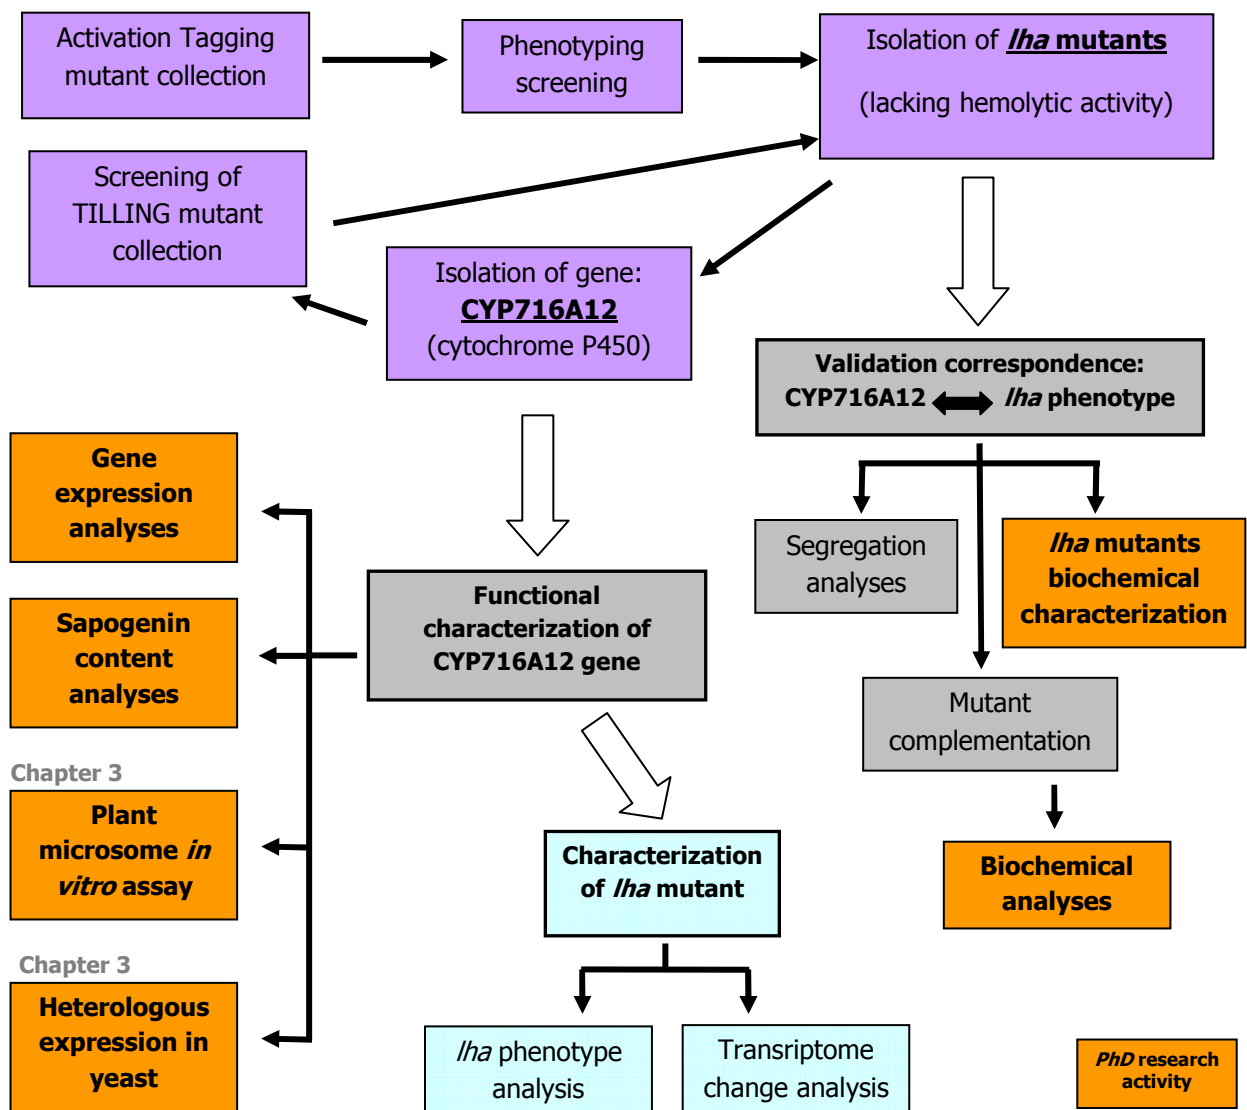 Activation Tagging
mutant collection
Phenotyping
screening
Isolation of lha mutants
(lacking hemolytic activity)
Screening of
TILLING mutant
collection
Isolation of gene:
CYP716A12
(cytochrome P450)
Validation correspondence:
CYP716A12 lha phenotype
Gene
expression
analyses
Segregation
analyses
lha mutants
biochemical
characterization
Functional
characterization of
CYP716A12 gene
Sapogenin
content
analyses
Mutant
complementation
Chapter 3
Plant
microsome in
vitro assay
Characterization
of lha mutant
Biochemical
analyses
Chapter 3
Heterologous
expression in
yeast
lha phenotype
analysis
Transriptome
change analysis
PhD research
activity